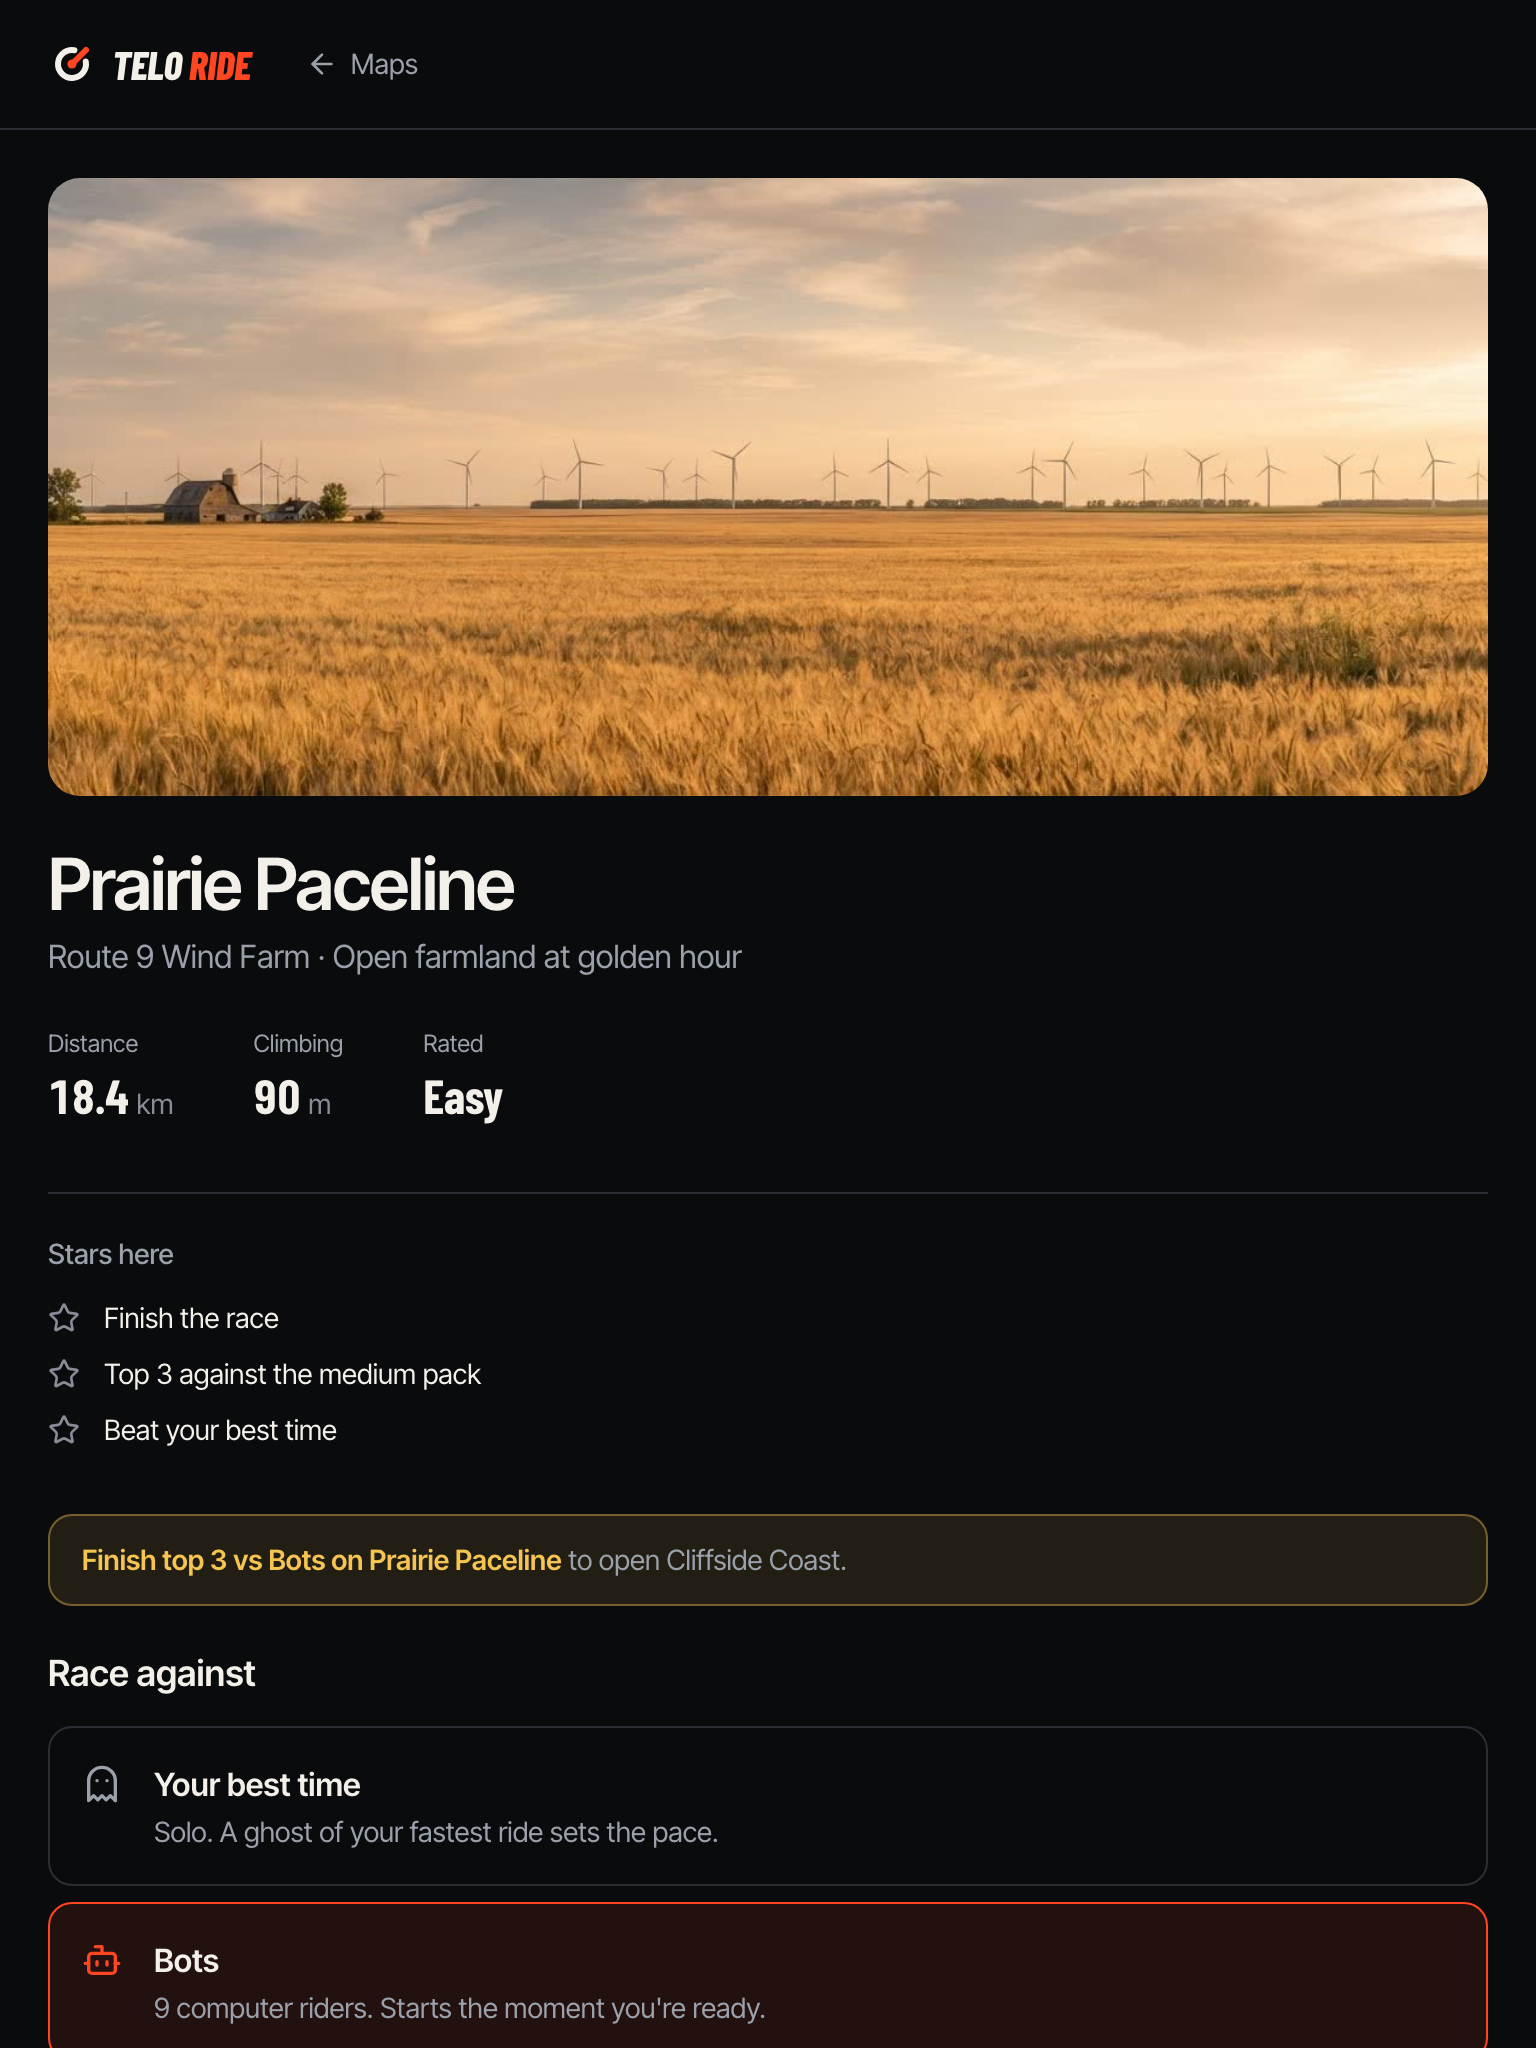 TELO RIDE
Maps
Prairie Paceline
Route 9 Wind Farm · Open farmland at golden hour
Distance
Climbing
Rated
18.4 km
90 m
Easy
Stars here
Finish the race
Top 3 against the medium pack
Beat your best time
Finish top 3 vs Bots on Prairie Paceline to open Cliffside Coast.
Race against
Your best time
Solo. A ghost of your fastest ride sets the pace.
Bots
9 computer riders. Starts the moment you're ready.